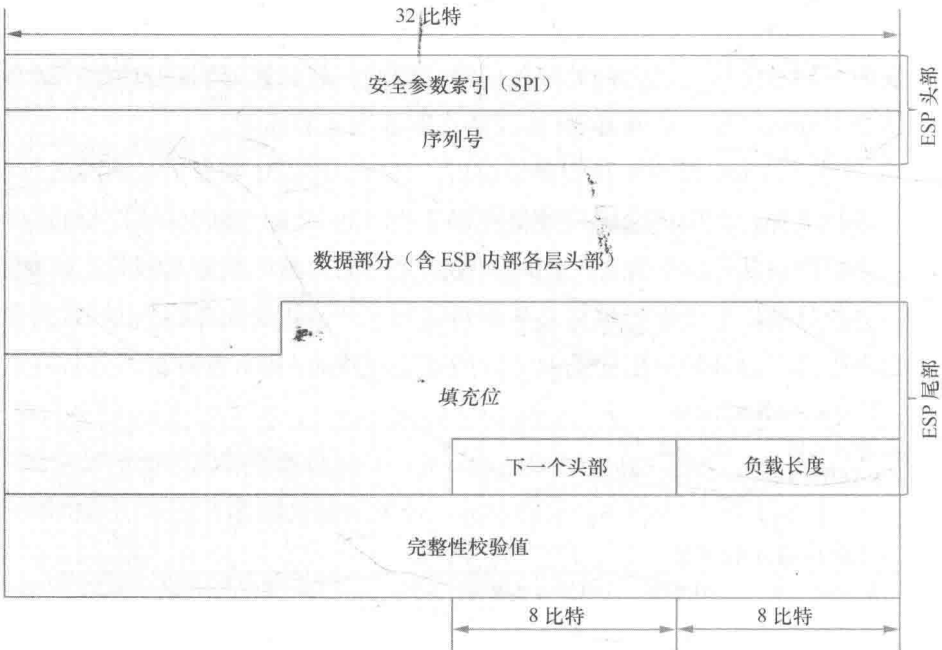 32 比特
安全参数索引（SPI）
ESP 头部
序列号
数据部分（含 ESP 内部各层头部）
填充位
ESP 尾部
下一个头部
负载长度
完整性校验值
8 比特
8 比特